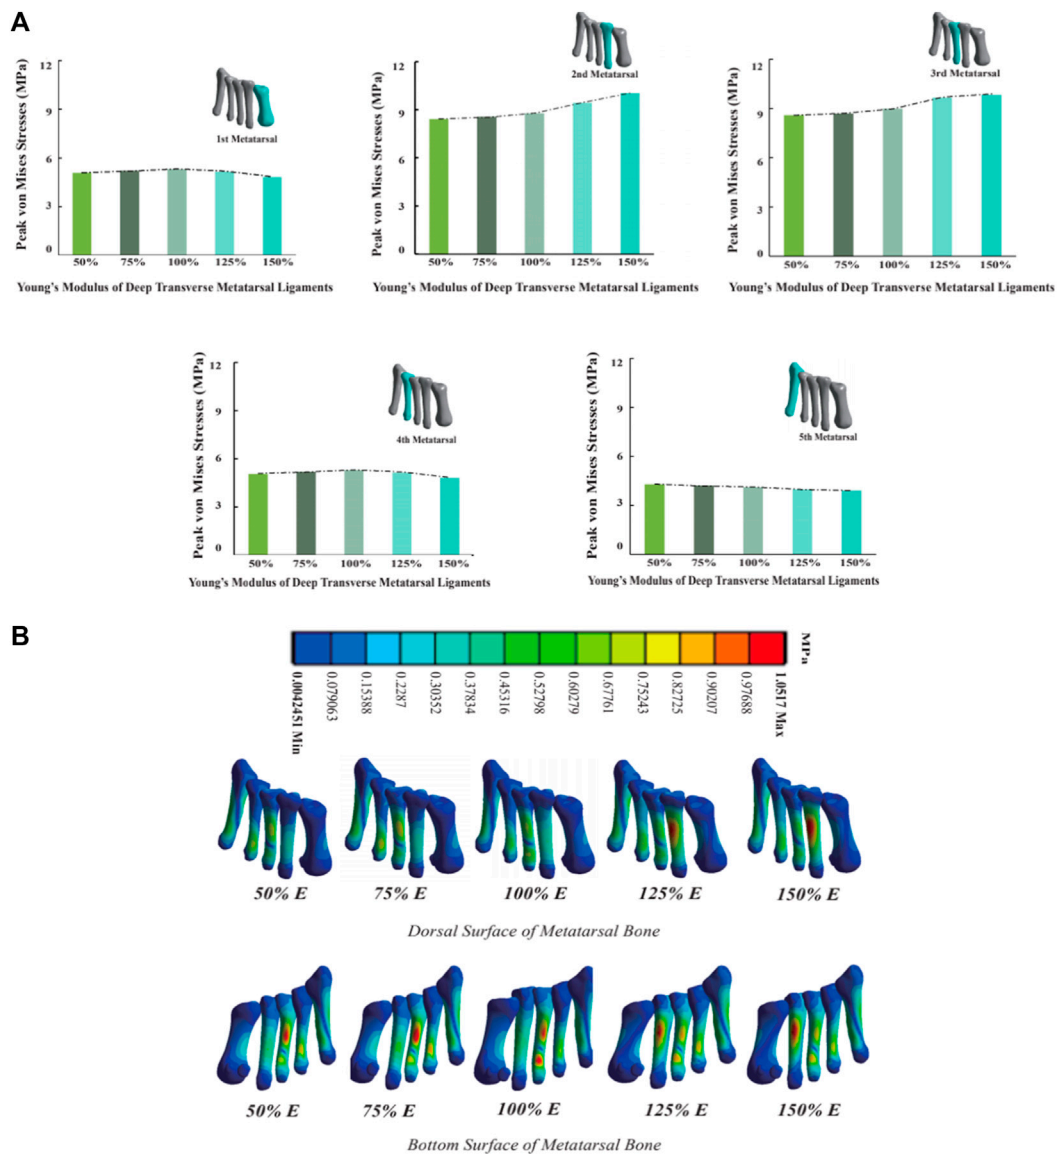 A
Peak von Mises Stresses (MPa)
12
9
6
3
0
1st Metatarsal
50% 75% 100% 125% 150%
Young's Modulus of Deep Transverse Metatarsal Ligaments
Peak von Mises Stresses (MPa)
12
9
6
3
0
2nd Metatarsal
50% 75% 100% 125% 150%
Young's Modulus of Deep Transverse Metatarsal Ligaments
Peak von Mises Stresses (MPa)
12
9
6
3
0
3rd Metatarsal
50% 75% 100% 125% 150%
Young's Modulus of Deep Transverse Metatarsal Ligaments
Peak von Mises Stresses (MPa)
12
9
6
3
0
4th Metatarsal
50% 75% 100% 125% 150%
Young's Modulus of Deep Transverse Metatarsal Ligaments
Peak von Mises Stresses (MPa)
12
9
6
3
0
5th Metatarsal
50% 75% 100% 125% 150%
Young's Modulus of Deep Transverse Metatarsal Ligaments
B
MPa
0.0042451 Min
0.079063
0.15388
0.2287
0.30352
0.37834
0.45316
0.52798
0.60279
0.67761
0.75243
0.82725
0.90207
0.97688
1.0517 Max
50% E 75% E 100% E 125% E 150% E
Dorsal Surface of Metatarsal Bone
50% E 75% E 100% E 125% E 150% E
Bottom Surface of Metatarsal Bone